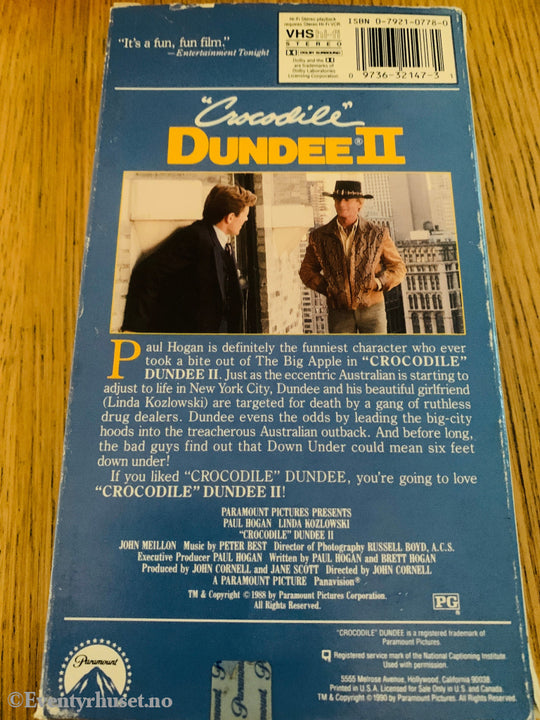 "It's a fun, fun film."
—Entertainment Tonight
Hi-Fi Stereo playback
requires Stereo Hi-Fi VCR.
VHS hi-fi
STEREO
DOLBY SURROUND
Dolby and the
are Trademarks of
Dolby Laboratories
Licensing Corporation.
ISBN 0-7921-0778-0
0 9736-32147-3 1
"Crocodile"
DUNDEE® II
Paul Hogan is definitely the funniest character who ever
took a bite out of The Big Apple in "CROCODILE"
DUNDEE II. Just as the eccentric Australian is starting to
adjust to life in New York City, Dundee and his beautiful girlfriend
(Linda Kozlowski) are targeted for death by a gang of ruthless
drug dealers. Dundee evens the odds by leading the big-city
hoods into the treacherous Australian outback. And before long,
the bad guys find out that Down Under could mean six feet
down under!
If you liked "CROCODILE" DUNDEE, you're going to love
"CROCODILE" DUNDEE II!
PARAMOUNT PICTURES PRESENTS
PAUL HOGAN LINDA KOZLOWSKI
"CROCODILE" DUNDEE II
JOHN MEILLON Music by PETER BEST Director of Photography RUSSELL BOYD, A.C.S.
Executive Producer PAUL HOGAN Written by PAUL HOGAN and BRETT HOGAN
Produced by JOHN CORNELL and JANE SCOTT Directed by JOHN CORNELL
A PARAMOUNT PICTURE Panavision®
TM & Copyright ©1988 by Paramount Pictures Corporation.
All Rights Reserved.
PG
"CROCODILE" DUNDEE is a registered trademark of
Paramount Pictures.
Registered service mark of the National Captioning Institute.
Used with permission.
5555 Melrose Avenue, Hollywood, California 90038
Printed in U.S.A. Licensed for Sale Only in U.S. and Canada.
TM & Copyright ©1990 by Paramount Pictures. All Rights Reserved.
Paramount
©Eventyrhuset.no